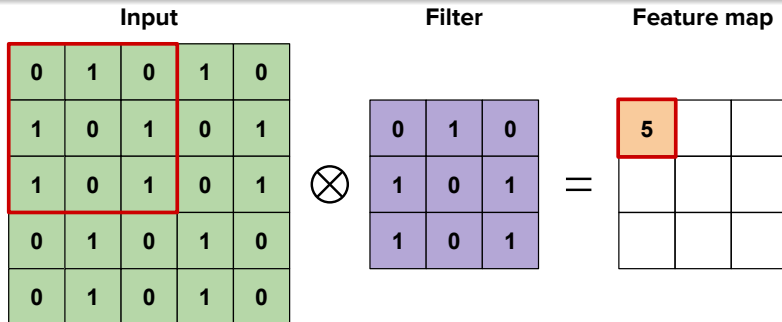 Input Filter Feature map
0 1 0 1 0
1 0 1 0 1 0 1 0 5
1 0 1 0 1 ⊗ 1 0 1 =
0 1 0 1 0 1 0 1
0 1 0 1 0